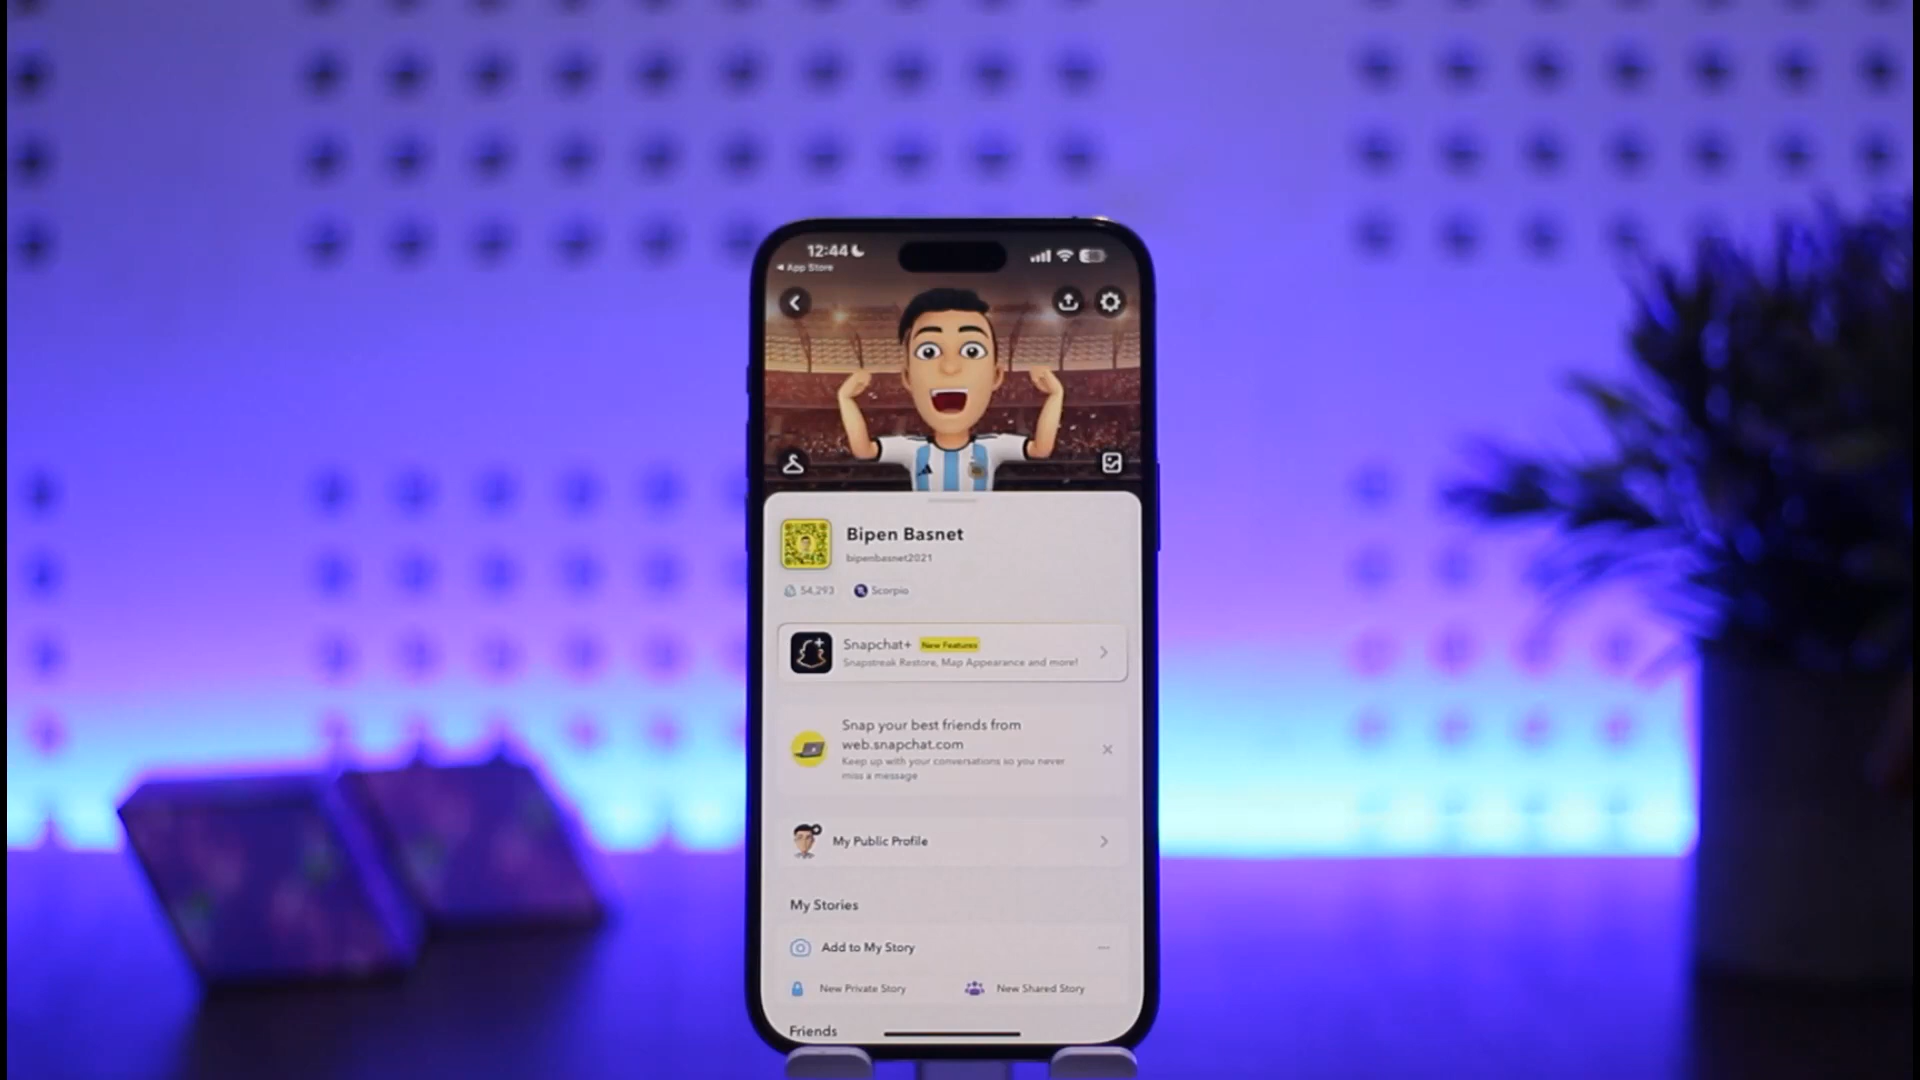 12:44
App Store
Bipen Basnet
bipenbasnet2021
54,293
Scorpio
Snapchat+ New Features
Snapstreak Restore, Map Appearance and more!
Snap your best friends from
web.snapchat.com
Keep up with your conversations so you never
miss a message
My Public Profile
My Stories
Add to My Story
New Private Story
New Shared Story
Friends